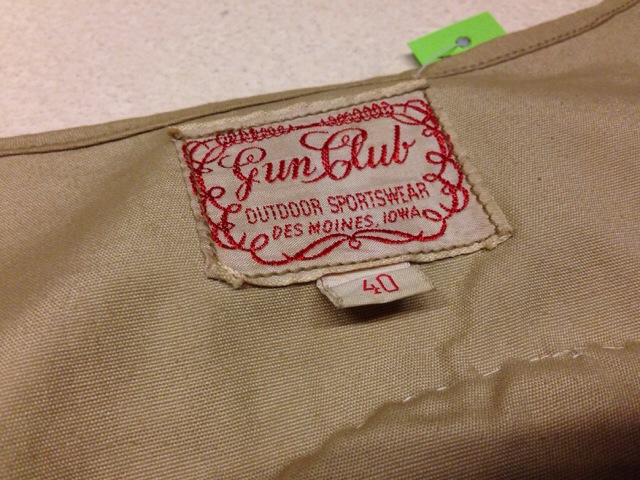 Gun Club
OUTDOOR SPORTSWEAR
DES MOINES, IOWA
40